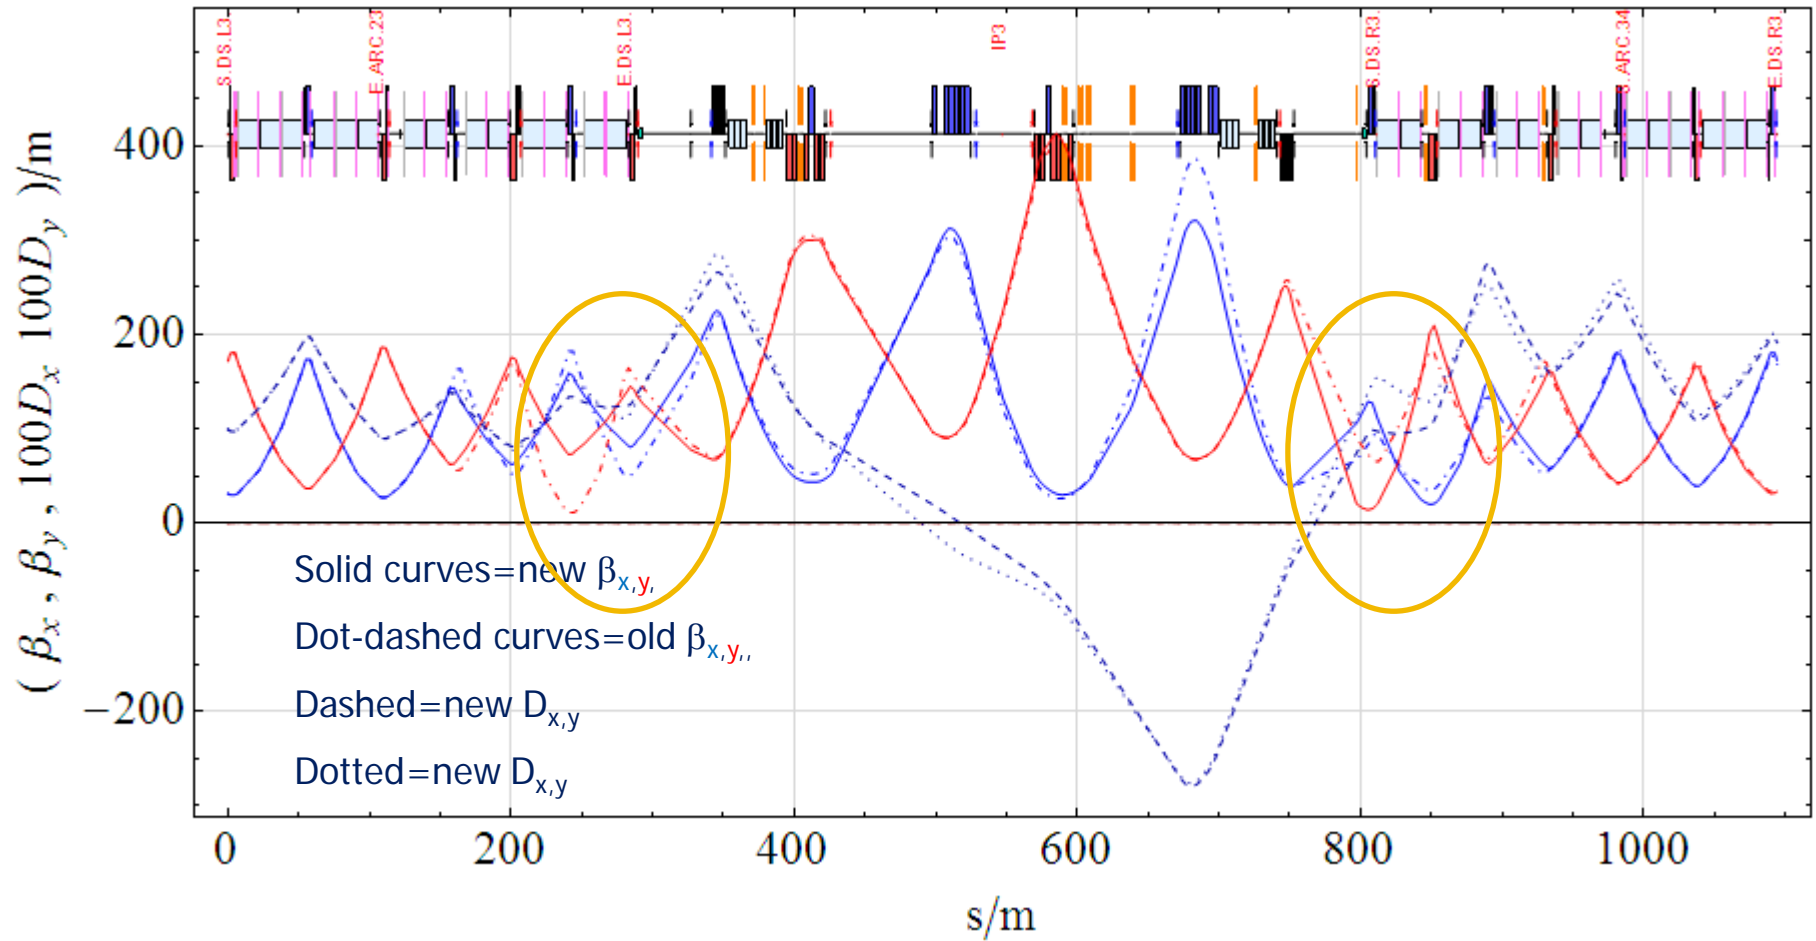 S.DS.L3.
E.ARC.23
E.DS.L3.
IP3
S.DS.R3.
S.ARC.34
E.DS.R3.
( βx , βy , 100Dx 100Dy )/m
400
200
0
−200
Solid curves=new βx,y,
Dot-dashed curves=old βx,y,,
Dashed=new Dx,y
Dotted=new Dx,y
0 200 400 600 800 1000
s/m